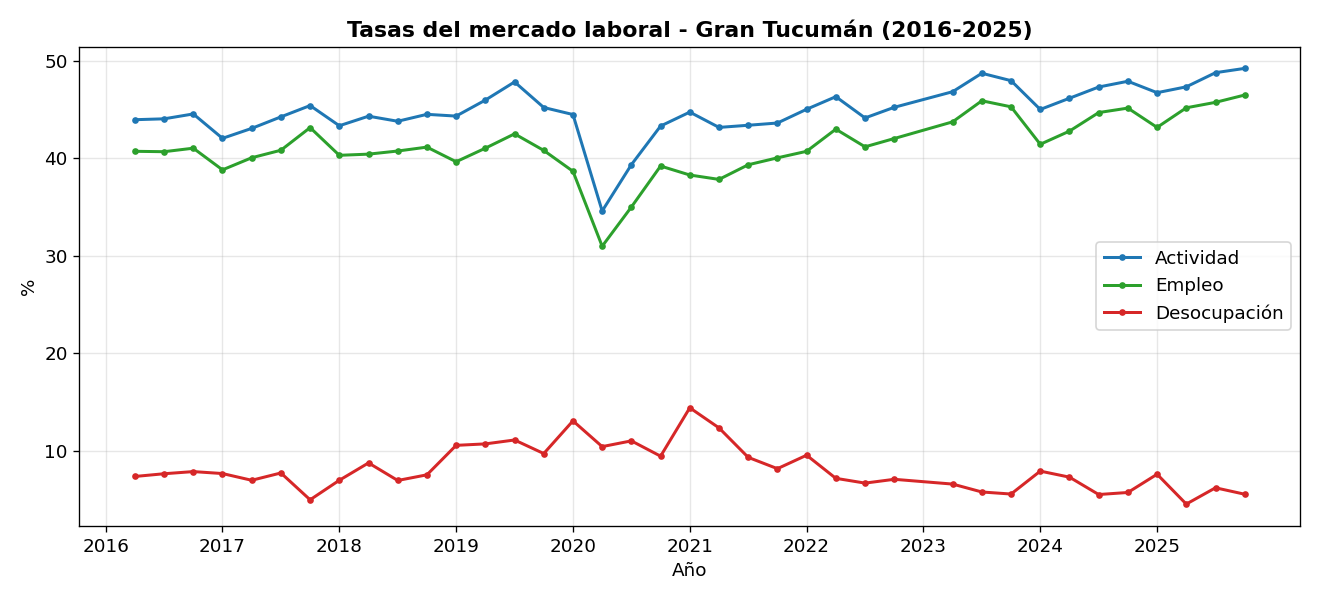 Tasas del mercado laboral - Gran Tucumán (2016-2025)
50
40
30
20
10
%
Actividad
Empleo
Desocupación
2016 2017 2018 2019 2020 2021 2022 2023 2024 2025
Año